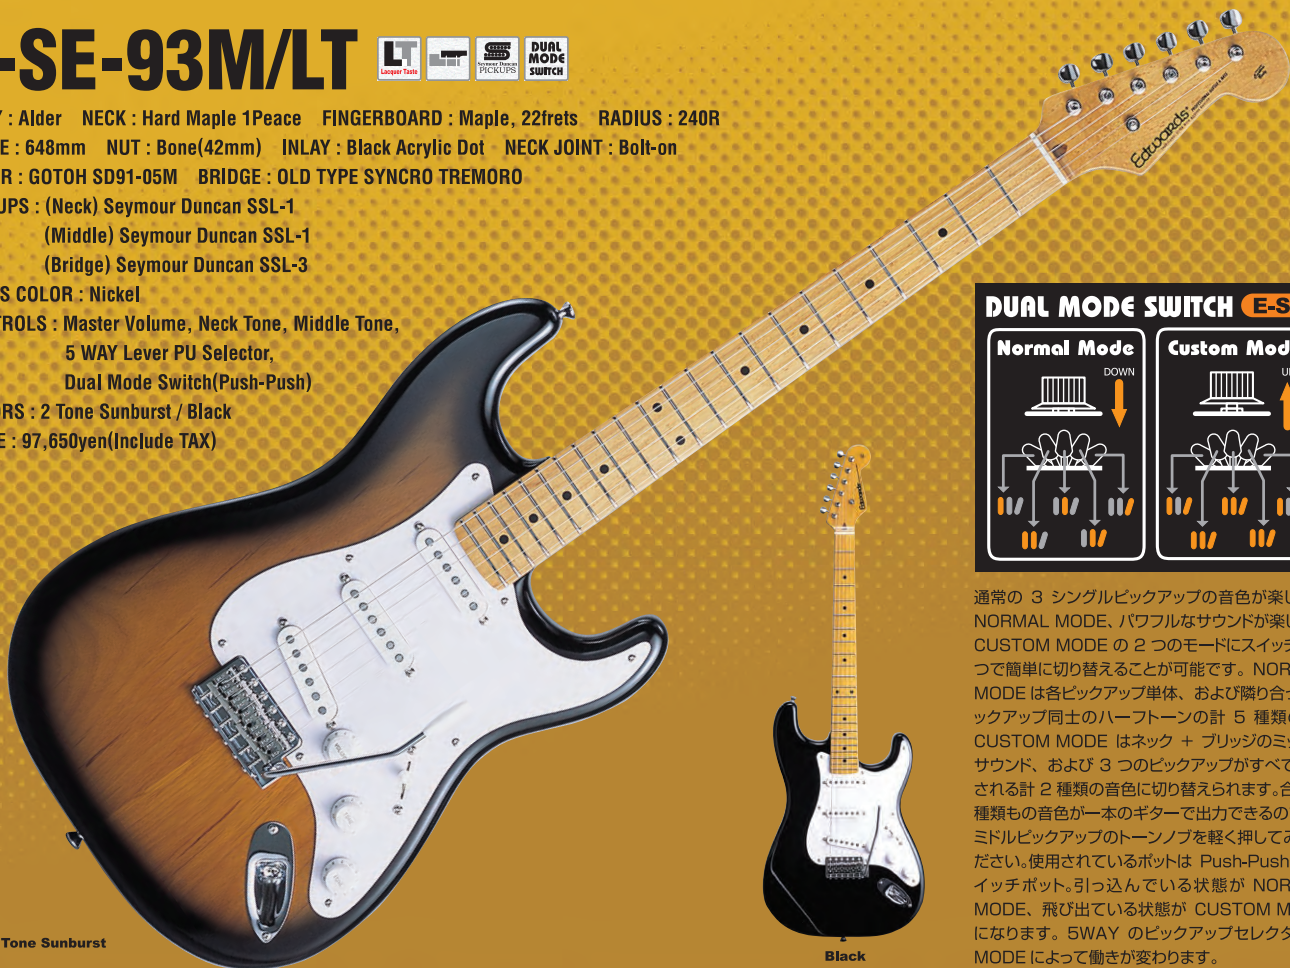 -SE-93M/LT
LT
Lacquer Taste
Seymour Duncan
PICKUPS
DUAL
MODE
SWITCH
: Alder NECK : Hard Maple 1Peace FINGERBOARD : Maple, 22frets RADIUS : 240R
E : 648mm NUT : Bone(42mm) INLAY : Black Acrylic Dot NECK JOINT : Bolt-on
R : GOTOH SD91-05M BRIDGE : OLD TYPE SYNCRO TREMORO
UPS : (Neck) Seymour Duncan SSL-1
(Middle) Seymour Duncan SSL-1
(Bridge) Seymour Duncan SSL-3
S COLOR : Nickel
TROLS : Master Volume, Neck Tone, Middle Tone,
5 WAY Lever PU Selector,
Dual Mode Switch(Push-Push)
RS : 2 Tone Sunburst / Black
E : 97,650yen(Include TAX)
Edwards
DUAL MODE SWITCH E-S
Normal Mode
DOWN
Custom Mod
U
通常の 3 シングルピックアップの音色が楽し
NORMAL MODE、パワフルなサウンドが楽し
CUSTOM MODE の 2 つのモードにスイッチ
つで簡単に切り替えることが可能です。NOR
MODE は各ピックアップ単体、および隣り合っ
ックアップ同士のハーフトーンの計 5 種類
CUSTOM MODE はネック + ブリッジのミッ
サウンド、および 3 つのピックアップがすべて
される計 2 種類の音色に切り替えられます。合
種類もの音色が一本のギターで出力できるの
ミドルピックアップのトーンノブを軽く押してみ
ださい。使用されているポットは Push-Push
イッチポット。引っ込んでいる状態が NOR
MODE、飛び出ている状態が CUSTOM M
になります。5WAY のピックアップセレクタ
MODE によって働きが変わります。
Tone Sunburst
Black